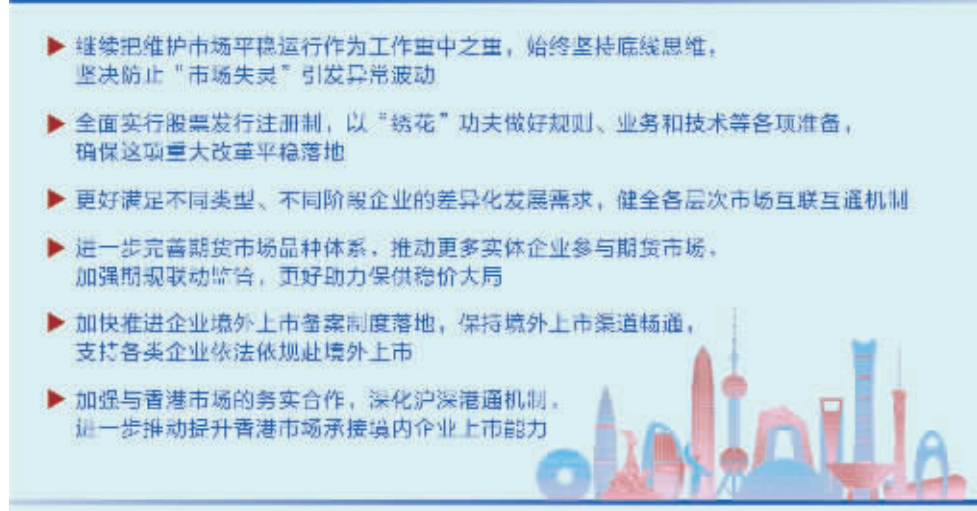 继续把维护市场平稳运行作为工作重中之重，始终坚持底线思维，
坚决防止“市场失灵”引发异常波动
全面实行股票发行注册制，以“绣花”功夫做好规则、业务和技术等各项准备，
确保这项重大改革平稳落地
更好满足不同类型、不同阶段企业的差异化发展需求，健全各层次市场互联互通机制
进一步完善期货市场品种体系，推动更多实体企业参与期货市场，
加强期现联动监管，更好助力保供稳价大局
加快推进企业境外上市备案制度落地，保持境外上市渠道畅通，
支持各类企业依法依规赴境外上市
加强与香港市场的务实合作，深化沪深港通机制，
进一步推动提升香港市场承接境内企业上市能力